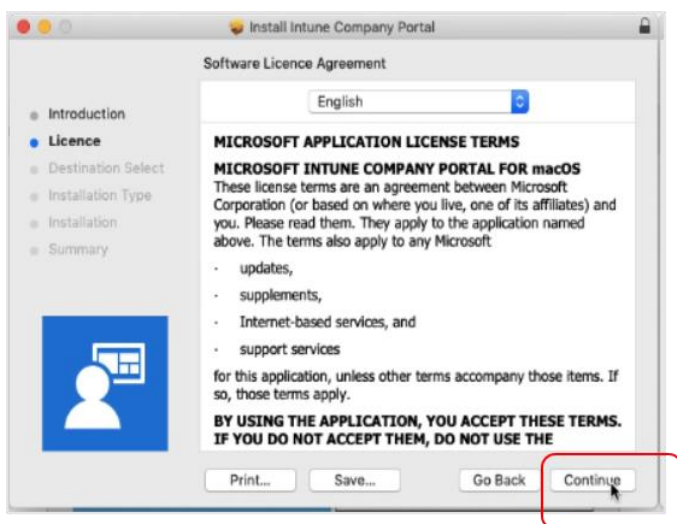 Install Intune Company Portal
Software Licence Agreement
Introduction
Licence
Destination Select
Installation Type
Installation
Summary
English
MICROSOFT APPLICATION LICENSE TERMS
MICROSOFT INTUNE COMPANY PORTAL FOR macOS
These license terms are an agreement between Microsoft
Corporation (or based on where you live, one of its affiliates) and
you. Please read them. They apply to the application named
above. The terms also apply to any Microsoft
· updates,
· supplements,
· Internet-based services, and
· support services
for this application, unless other terms accompany those items. If
so, those terms apply.
BY USING THE APPLICATION, YOU ACCEPT THESE TERMS.
IF YOU DO NOT ACCEPT THEM, DO NOT USE THE
Print...
Save...
Go Back
Continue